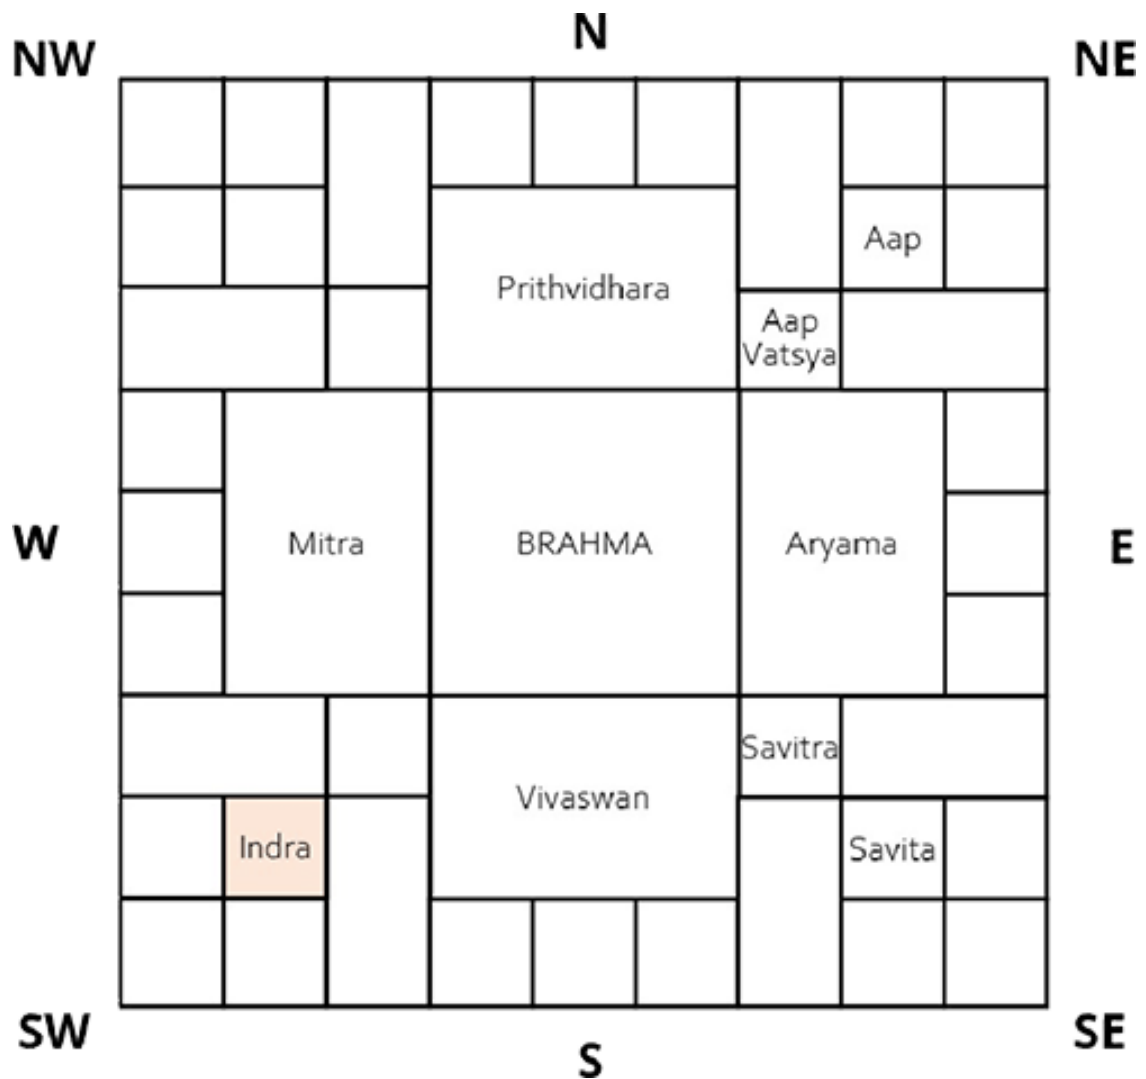 N
NW
NE
Aap
Prithvidhara
Aap
Vatsya
W
Mitra
BRAHMA
Aryama
E
Savitra
Vivaswan
Indra
Savita
SW
SE
S